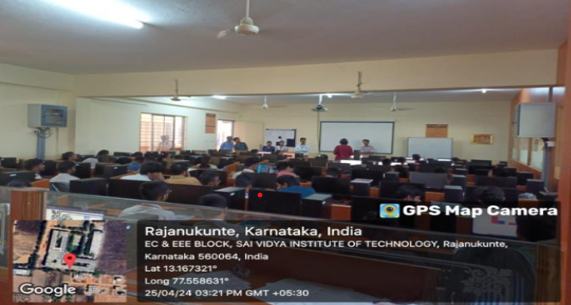 GPS Map Camera
Rajanukunte, Karnataka, India
EC & EEE BLOCK, SAI VIDYA INSTITUTE OF TECHNOLOGY, Rajanukunte,
Karnataka 560064, India
Lat 13.167321°
Long 77.558631°
25/04/24 03:21 PM GMT +05:30
Google